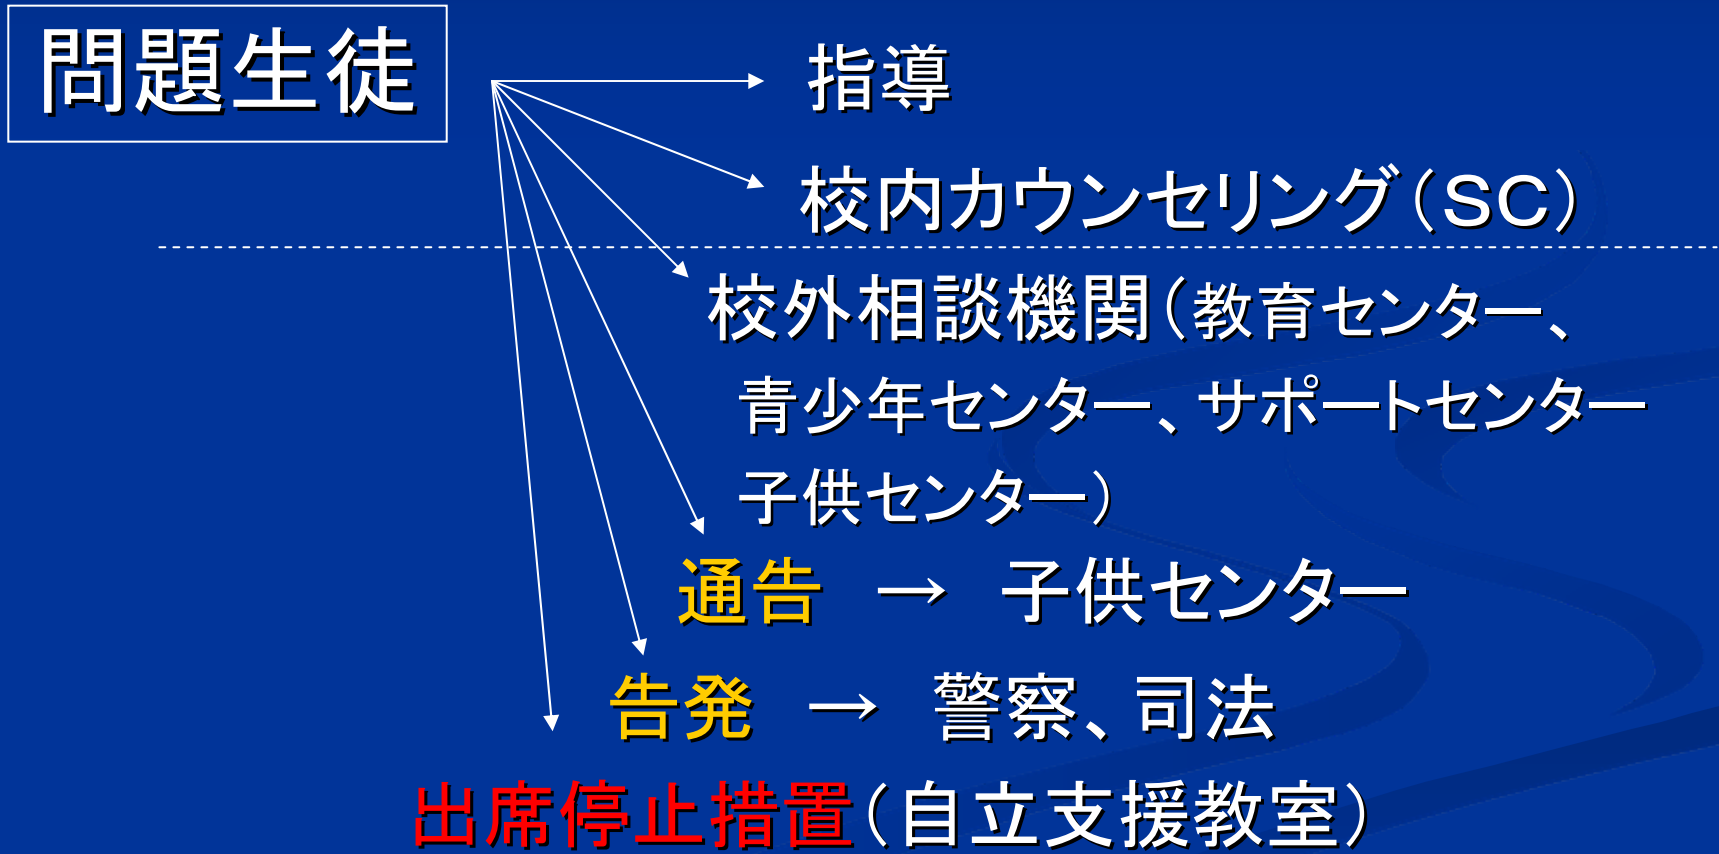 問題生徒
指導
校内カウンセリング（SC）
校外相談機関（教育センター、
青少年センター、サポートセンター
子供センター）
通告 → 子供センター
告発 → 警察、司法
出席停止措置（自立支援教室）